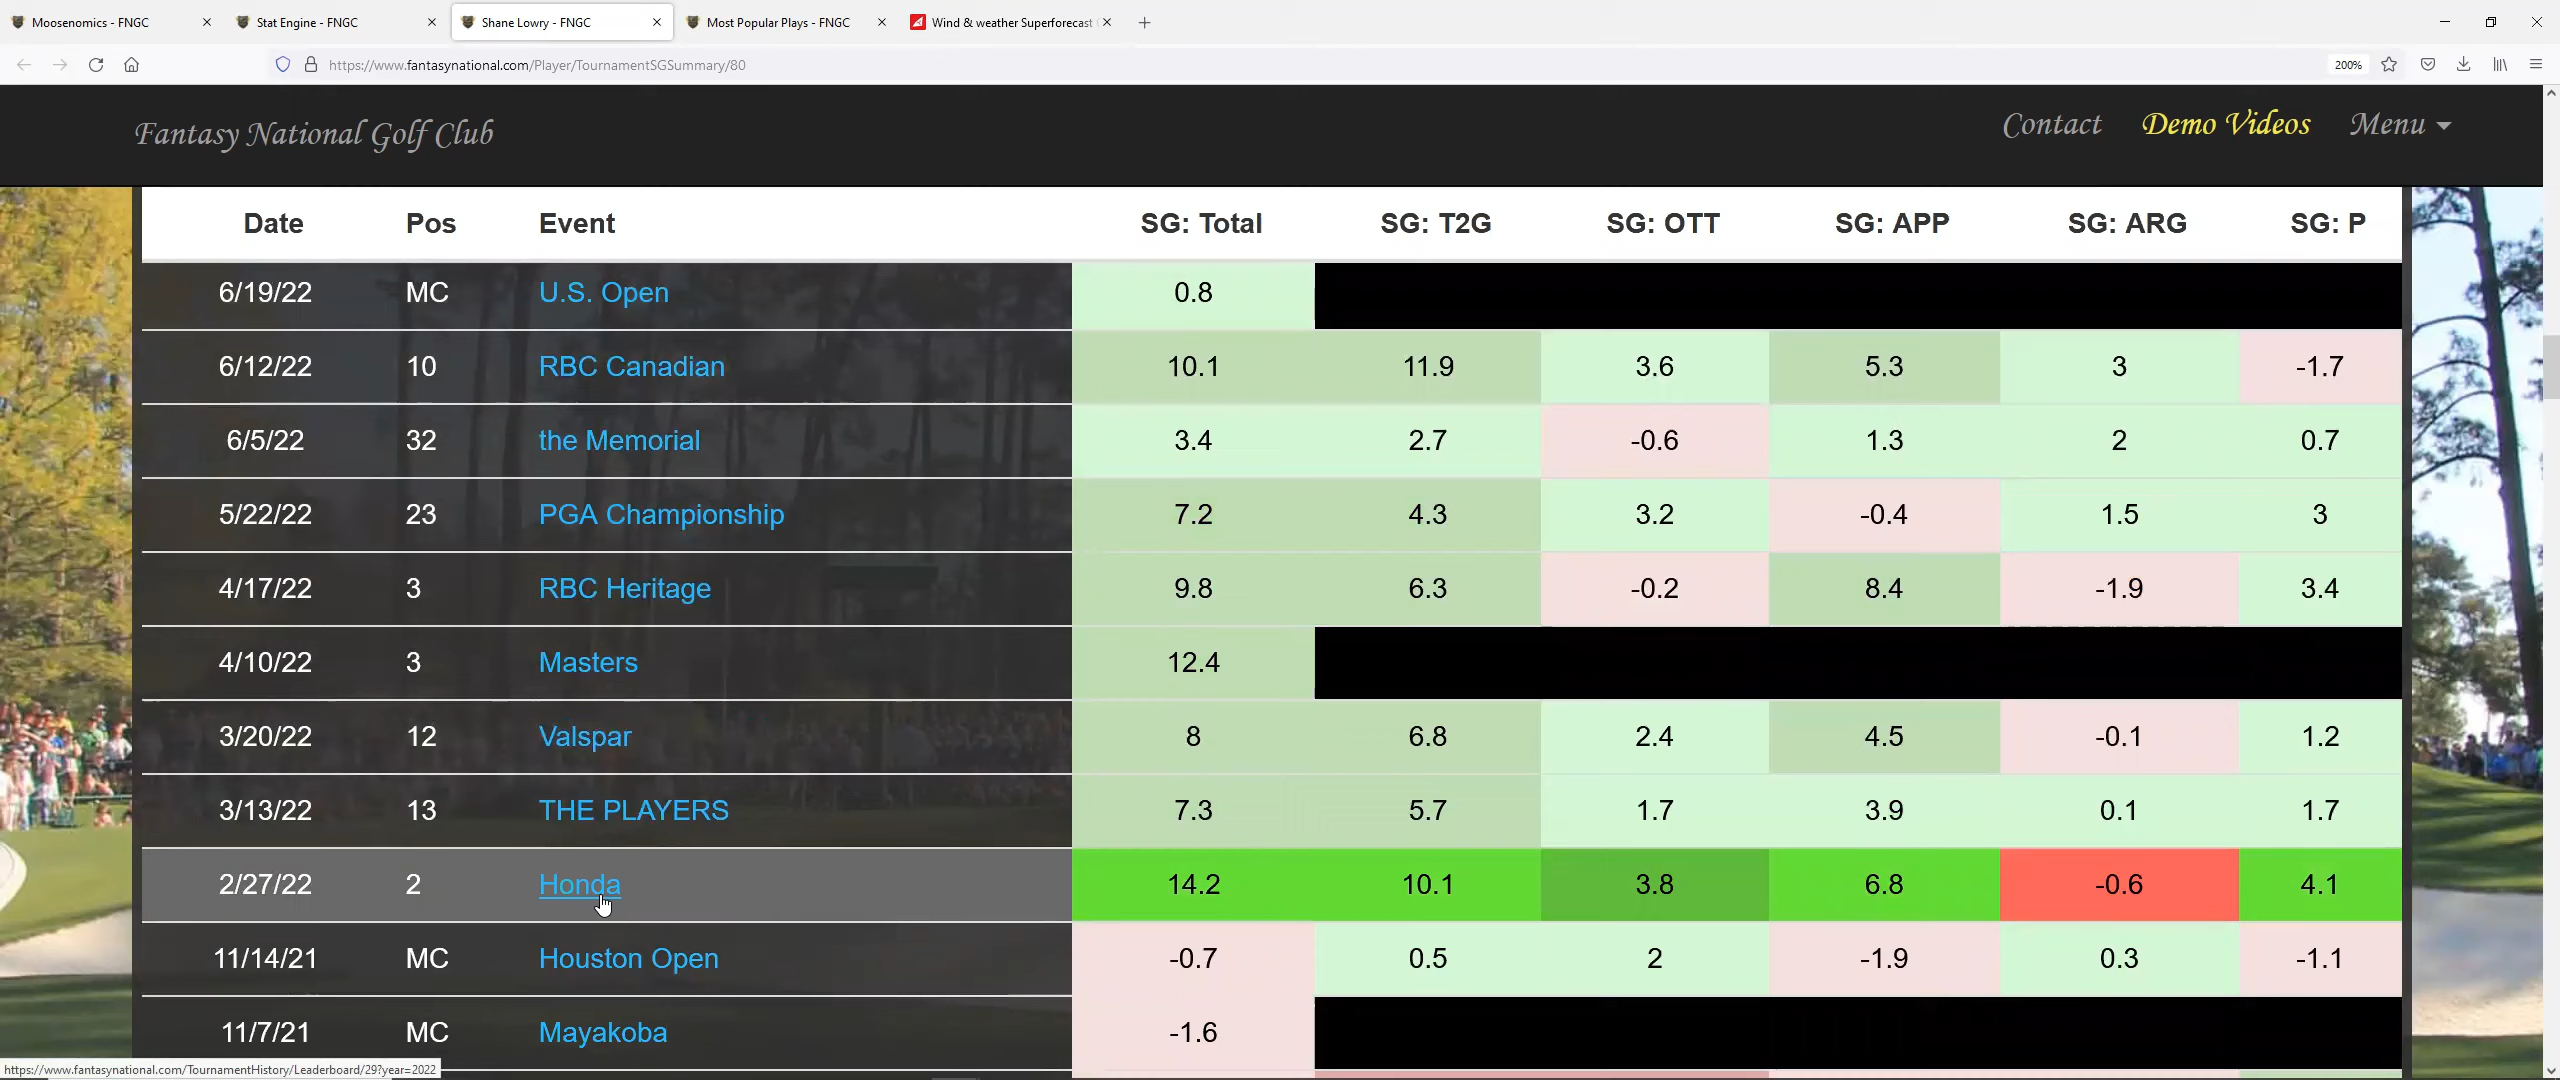 Moosenomics - FNGC
Stat Engine - FNGC
Shane Lowry - FNGC
Most Popular Plays - FNGC
Wind & weather Superforecast
https://www.fantasynational.com/Player/TournamentSGSummary/80
200%
Fantasy National Golf Club
Contact Demo Videos Menu
Date Pos Event SG: Total SG: T2G SG: OTT SG: APP SG: ARG SG: P
6/19/22 MC U.S. Open 0.8
6/12/22 10 RBC Canadian 10.1 11.9 3.6 5.3 3 -1.7
6/5/22 32 the Memorial 3.4 2.7 -0.6 1.3 2 0.7
5/22/22 23 PGA Championship 7.2 4.3 3.2 -0.4 1.5 3
4/17/22 3 RBC Heritage 9.8 6.3 -0.2 8.4 -1.9 3.4
4/10/22 3 Masters 12.4
3/20/22 12 Valspar 8 6.8 2.4 4.5 -0.1 1.2
3/13/22 13 THE PLAYERS 7.3 5.7 1.7 3.9 0.1 1.7
2/27/22 2 Honda 14.2 10.1 3.8 6.8 -0.6 4.1
11/14/21 MC Houston Open -0.7 0.5 2 -1.9 0.3 -1.1
11/7/21 MC Mayakoba -1.6
https://www.fantasynational.com/TournamentHistory/Leaderboard/29?year=2022